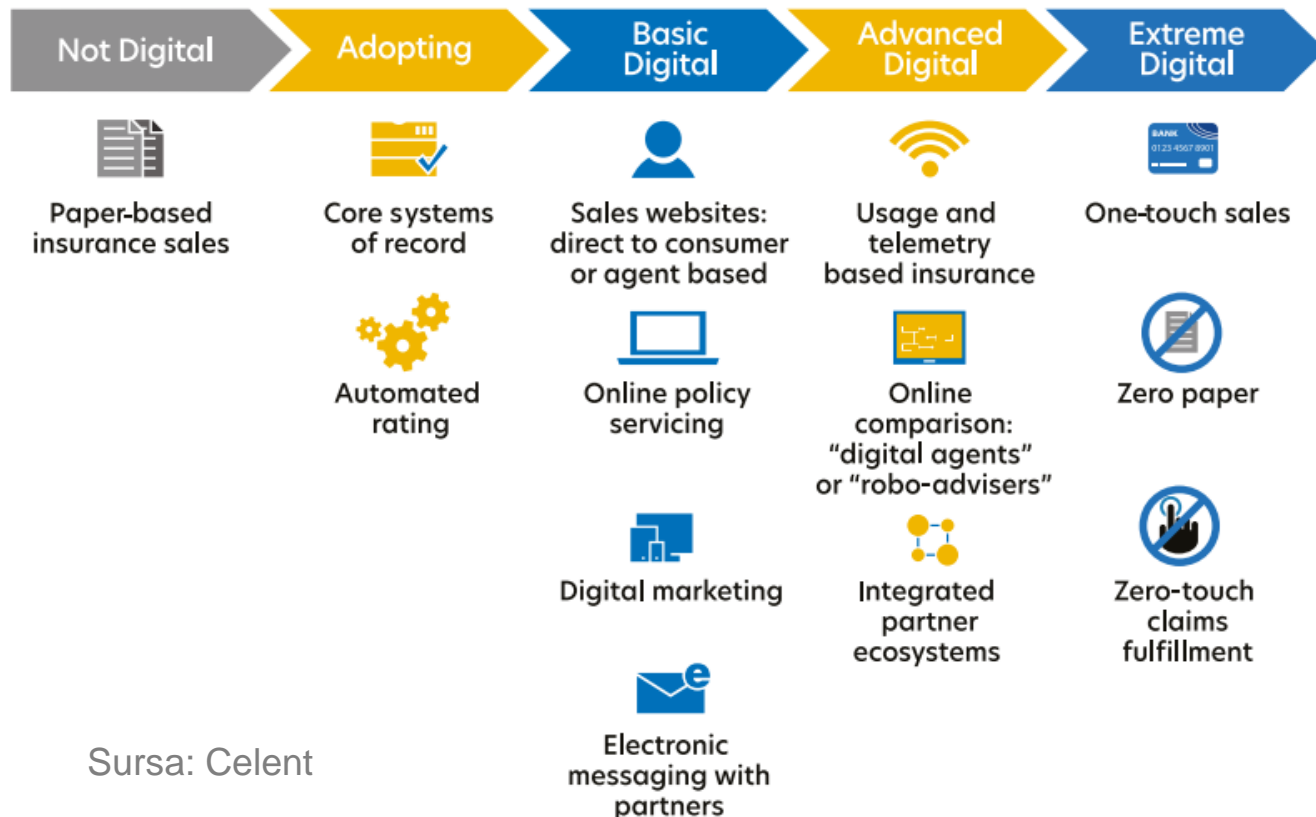 Not Digital
Adopting
Basic
Digital
Advanced
Digital
Extreme
Digital
Paper-based
insurance sales
Core systems
of record
Automated
rating
Sales websites:
direct to consumer
or agent based
Online policy
servicing
Digital marketing
Electronic
messaging with
partners
Usage and
telemetry
based insurance
Online
comparison:
“digital agents”
or “robo-advisers”
Integrated
partner
ecosystems
BANK
0123 4567 8901
One-touch sales
Zero paper
Zero-touch
claims
fulfillment
Sursa: Celent